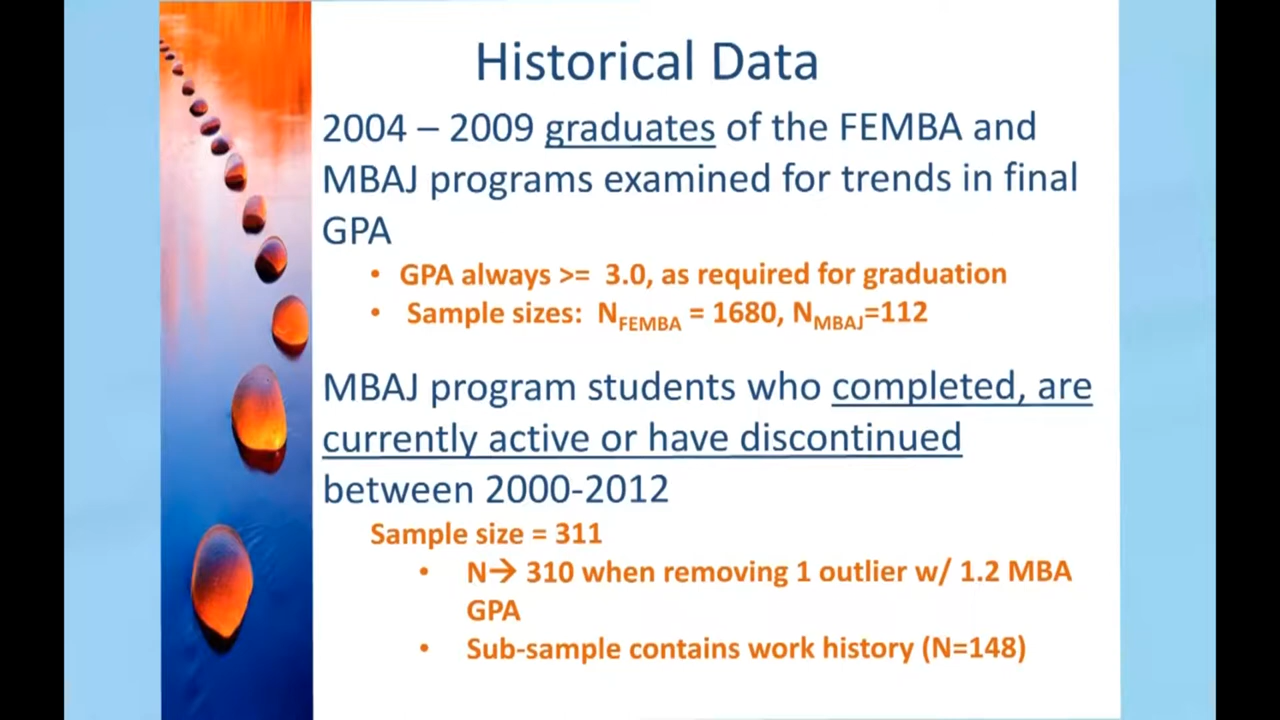 Historical Data
2004 – 2009 graduates of the FEMBA and
MBAJ programs examined for trends in final
GPA
• GPA always >= 3.0, as required for graduation
• Sample sizes: NFEMBA = 1680, NMBAJ=112
MBAJ program students who completed, are
currently active or have discontinued
between 2000-2012
Sample size = 311
• N→ 310 when removing 1 outlier w/ 1.2 MBA
GPA
• Sub-sample contains work history (N=148)